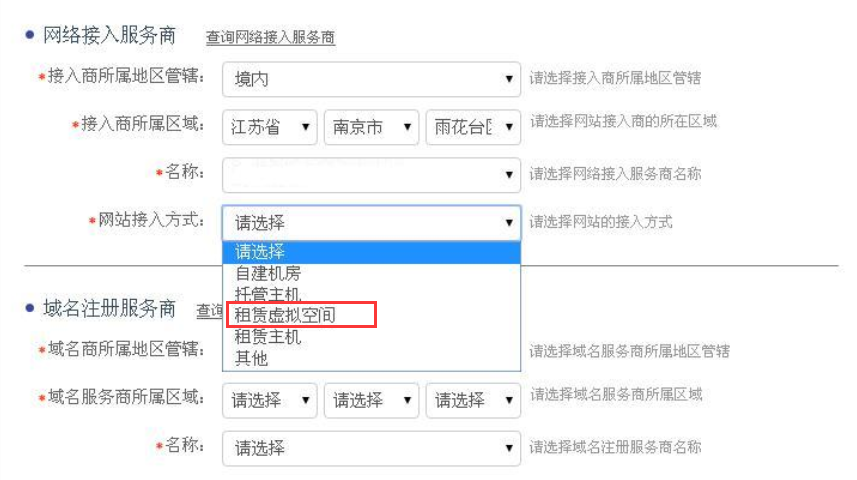 网络接入服务商 查询网络接入服务商
*接入商所属地区管辖： 境内 请选择接入商所属地区管辖
*接入商所属区域： 江苏省 南京市 雨花台 请选择网站接入商的所在区域
*名称： 请选择网络接入服务商名称
*网站接入方式： 请选择 请选择网站的接入方式
请选择
自建机房
托管主机
域名注册服务商 查询
租赁虚拟空间
租赁主机
*域名商所属地区管辖： 请选择域名服务商所属地区管辖
其他
*域名服务商所属区域： 请选择 请选择 请选择 请选择域名服务商所属区域
*名称： 请选择 请选择域名注册服务商名称